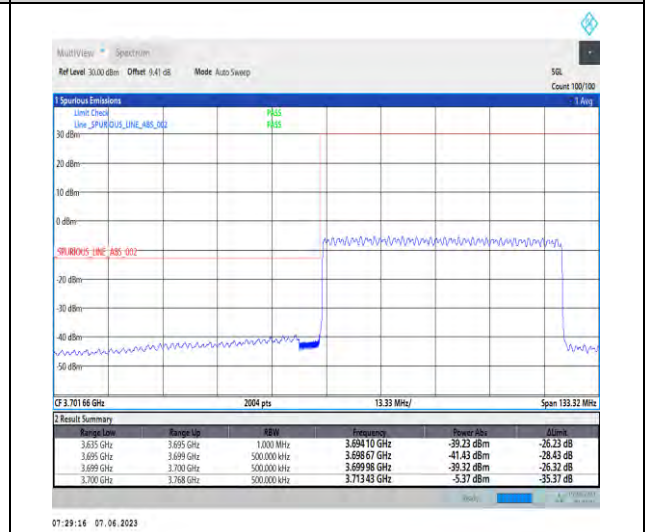 MultiView Spectrum
Ref Level 30.00 dBm Offset 9.41 dB Mode Auto Sweep SGL
Count 100/100
1 Spurious Emissions 1 Avg
Limit Check PASS
Line _SPURIOUS_LINE_ABS_002 PASS
30 dBm
20 dBm
10 dBm
0 dBm
_SPURIOUS_LINE_ABS_002
-20 dBm
-30 dBm
-40 dBm
-50 dBm
CF 3.701 66 GHz 2004 pts 13.33 MHz/ Span 133.32 MHz
2 Result Summary
Range Low Range Up RBW Frequency Power Abs ΔLimit
3.635 GHz 3.695 GHz 1.000 MHz 3.694 10 GHz -39.23 dBm -26.23 dB
3.695 GHz 3.699 GHz 500.000 kHz 3.698 67 GHz -41.43 dBm -28.43 dB
3.699 GHz 3.700 GHz 500.000 kHz 3.699 98 GHz -39.32 dBm -26.32 dB
3.700 GHz 3.768 GHz 500.000 kHz 3.713 43 GHz -5.37 dBm -35.37 dB
Ready
07:29:16 07.06.2023